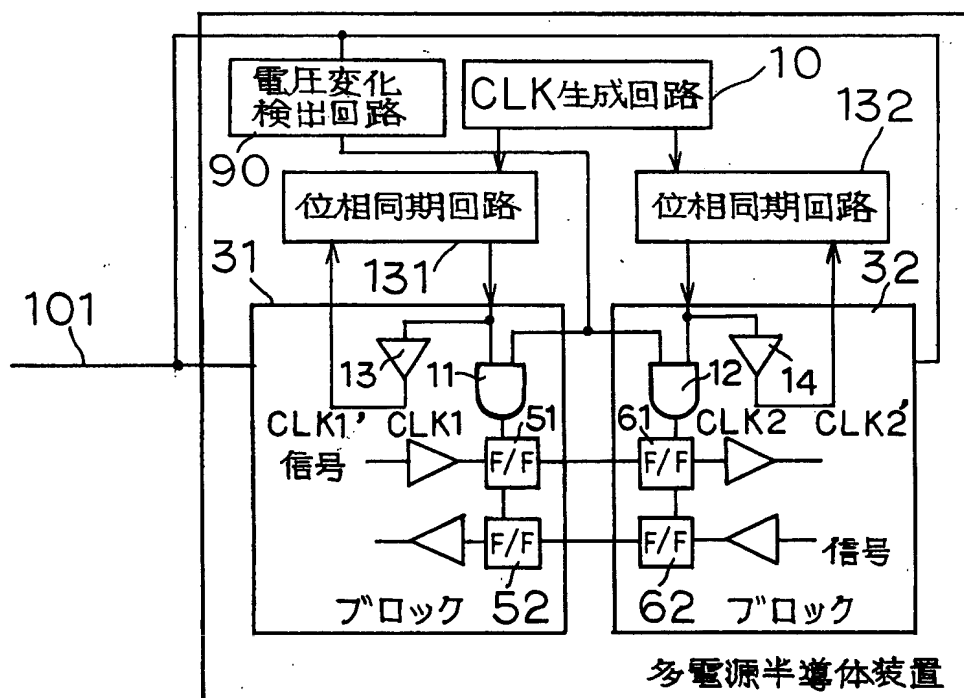 電圧変化
検出回路
90
CLK生成回路
10
132
位相同期回路
131
位相同期回路
31
32
101
13
11
12
14
CLK1'
CLK1
51
61
CLK2
CLK2'
信号
F/F
F/F
F/F
F/F
信号
ブロック
52
62
ブロック
多電源半導体装置